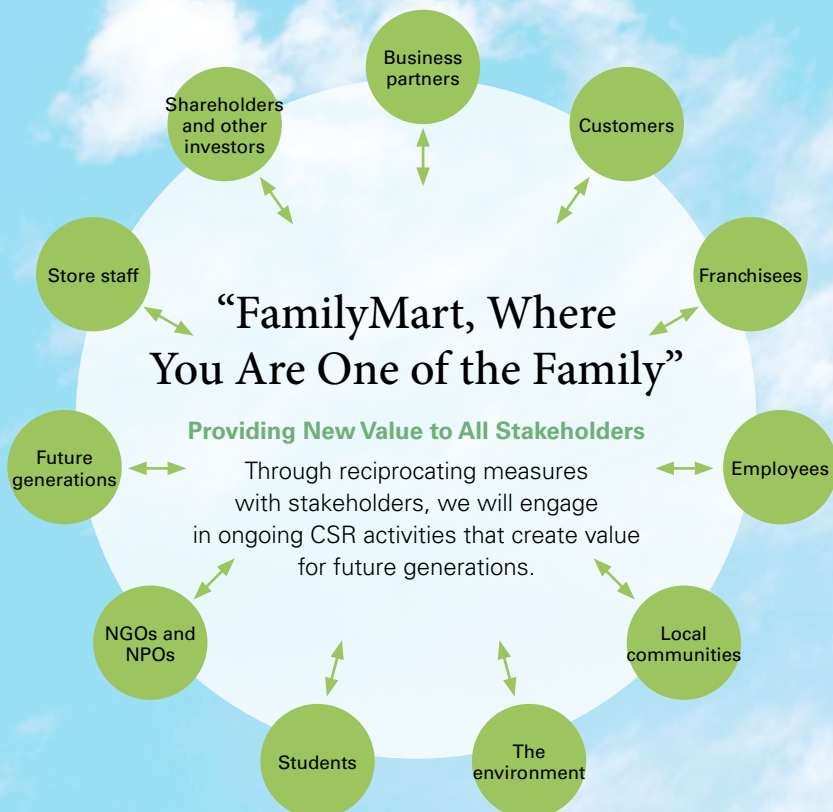 Business
partners
Shareholders
and other
investors
Customers
Store staff
Franchisees
“FamilyMart, Where
You Are One of the Family”
Providing New Value to All Stakeholders
Through reciprocating measures
with stakeholders, we will engage
in ongoing CSR activities that create value
for future generations.
Future
generations
Employees
NGOs and
NPOs
Local
communities
Students
The
environment